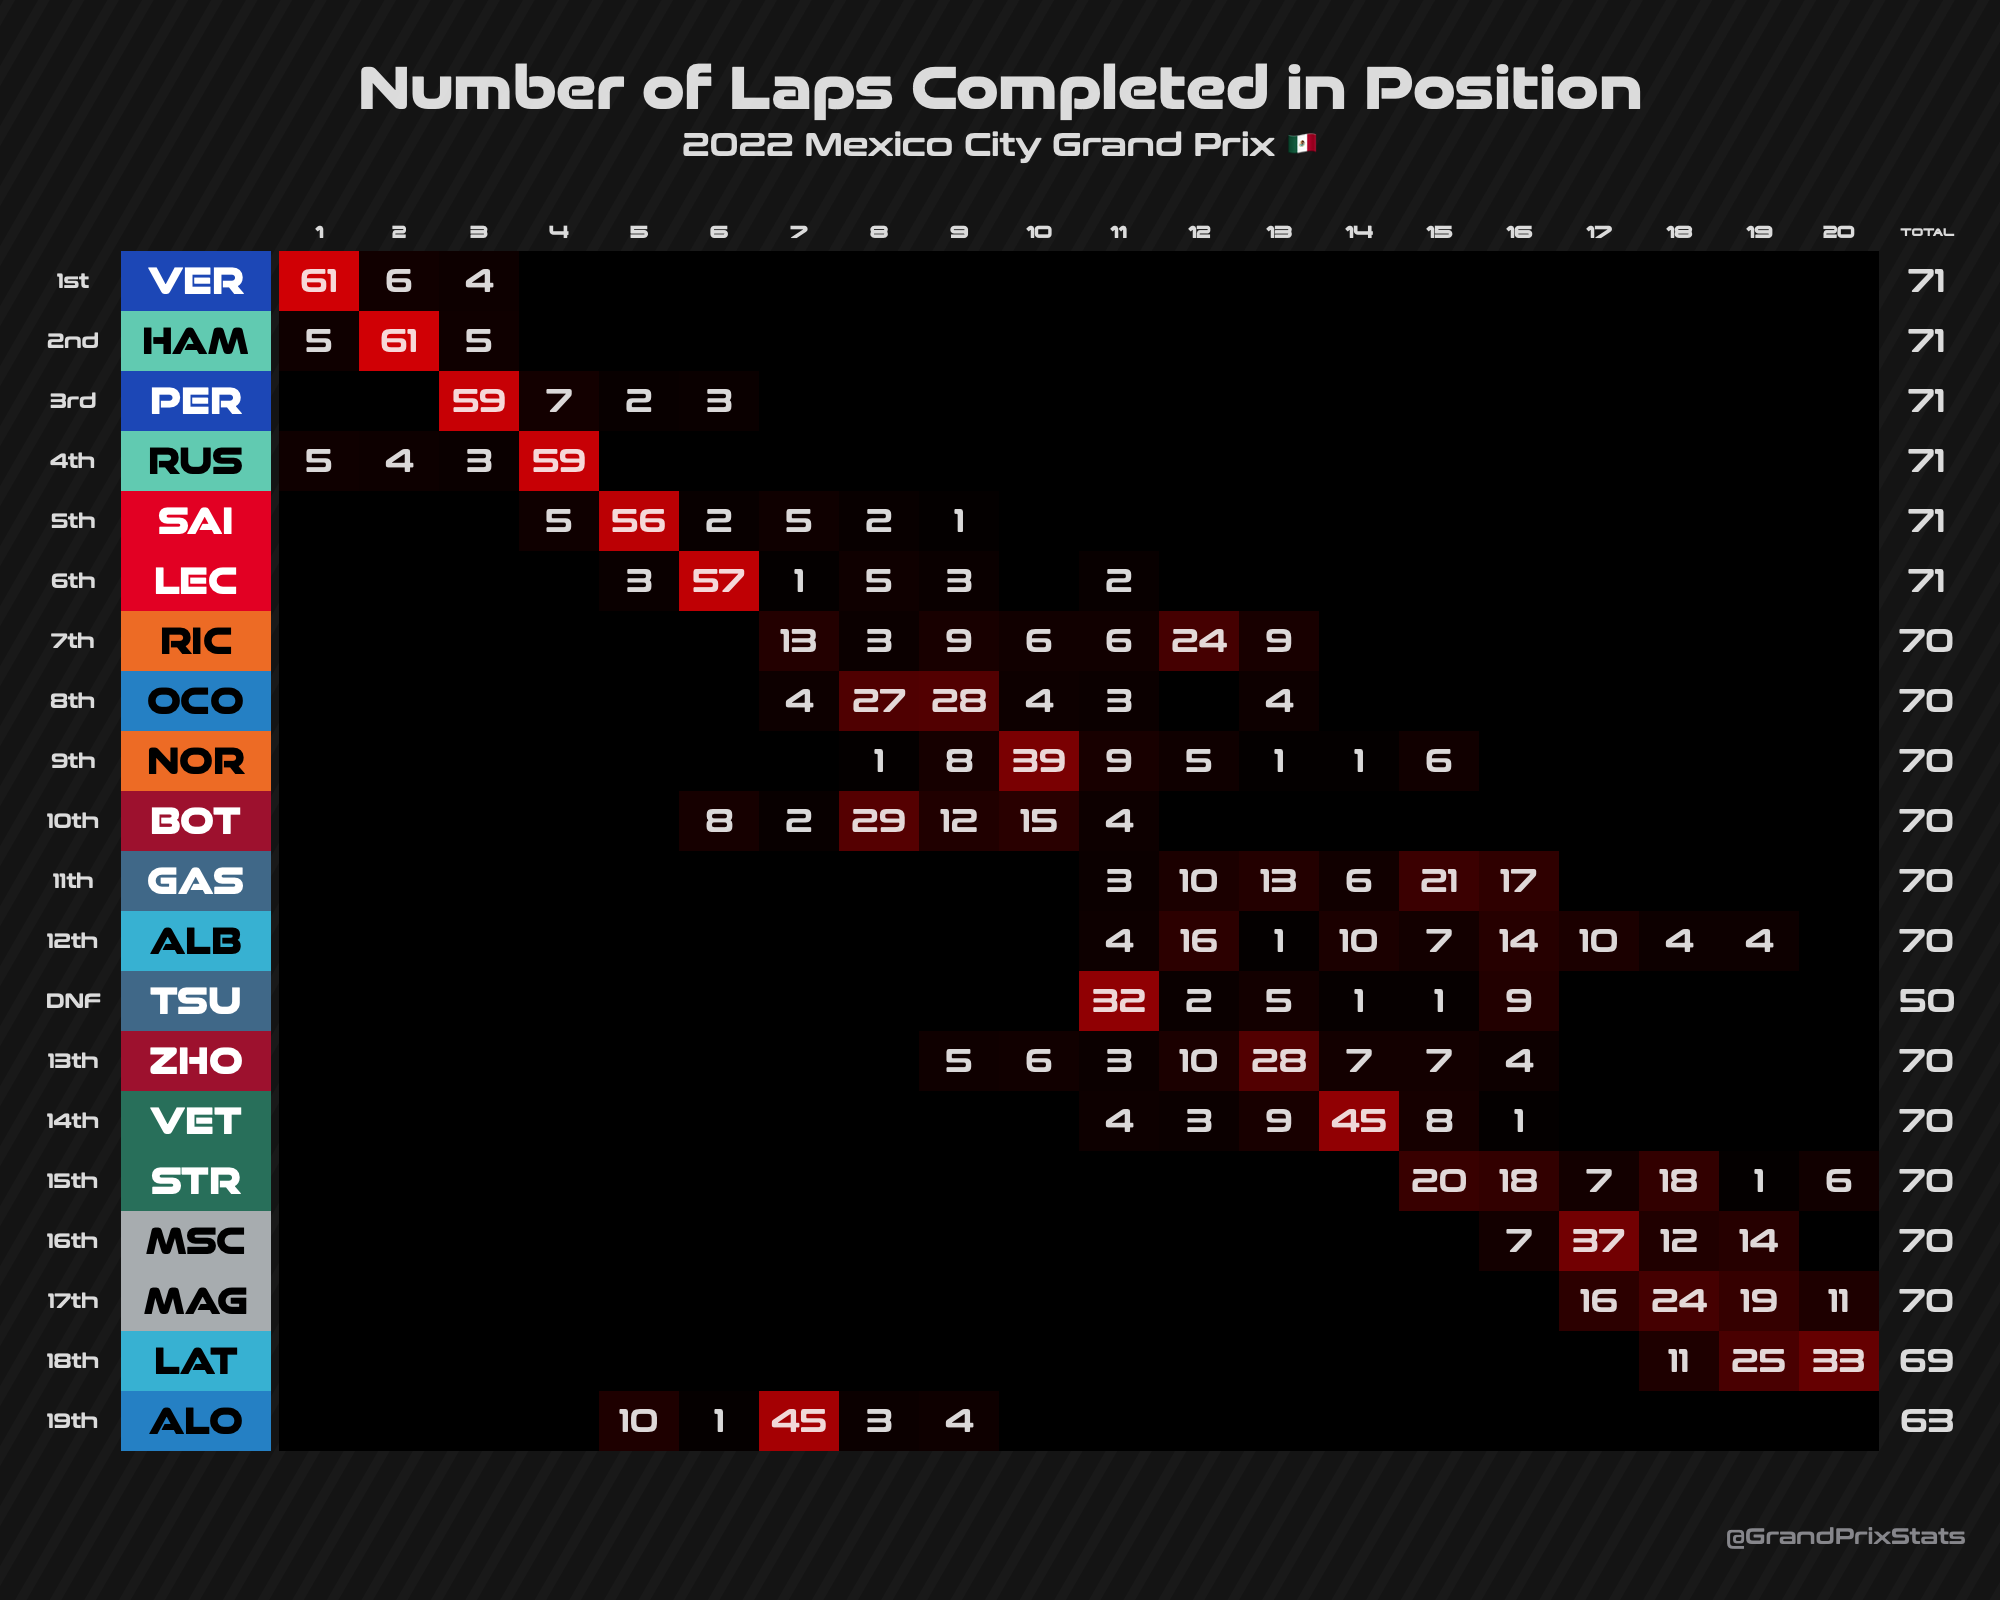 Number of Laps Completed in Position
2022 Mexico City Grand Prix 🇲🇽
1 2 3 4 5 6 7 8 9 10 11 12 13 14 15 16 17 18 19 20 TOTAL
1st VER 61 6 4 71
2nd HAM 5 61 5 71
3rd PER 59 7 2 3 71
4th RUS 5 4 3 59 71
5th SAI 5 56 2 5 2 1 71
6th LEC 3 57 1 5 3 2 71
7th RIC 13 3 9 6 6 24 9 70
8th OCO 4 27 28 4 3 4 70
9th NOR 1 8 39 9 5 1 1 6 70
10th BOT 8 2 29 12 15 4 70
11th GAS 3 10 13 6 21 17 70
12th ALB 4 16 1 10 7 14 10 4 4 70
DNF TSU 32 2 5 1 1 9 50
13th ZHO 5 6 3 10 28 7 7 4 70
14th VET 4 3 9 45 8 1 70
15th STR 20 18 7 18 1 6 70
16th MSC 7 37 12 14 70
17th MAG 16 24 19 11 70
18th LAT 11 25 33 69
19th ALO 10 1 45 3 4 63
@GrandPrixStats